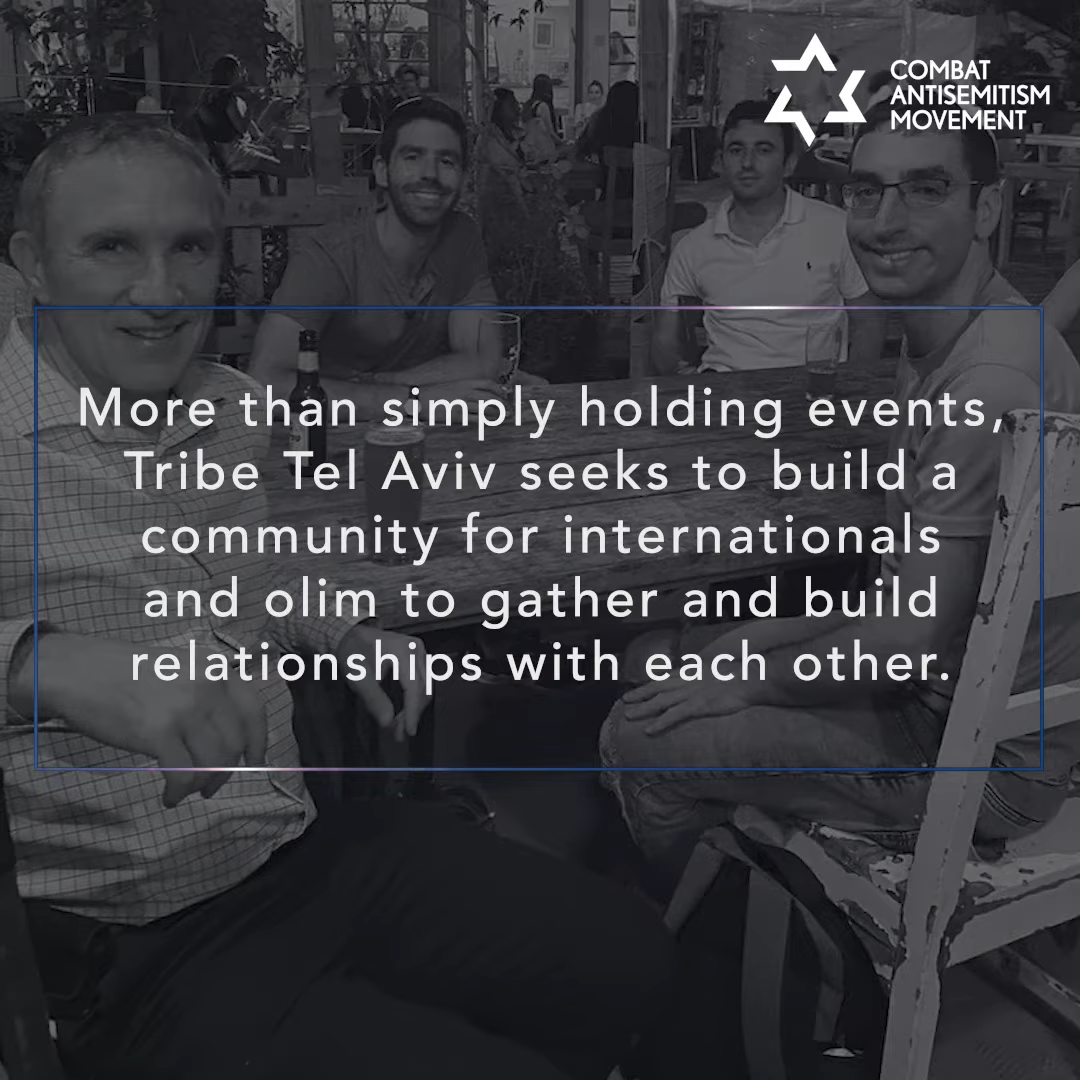 COMBAT
ANTISEMITISM
MOVEMENT
More than simply holding events,
Tribe Tel Aviv seeks to build a
community for internationals
and olim to gather and build
relationships with each other.